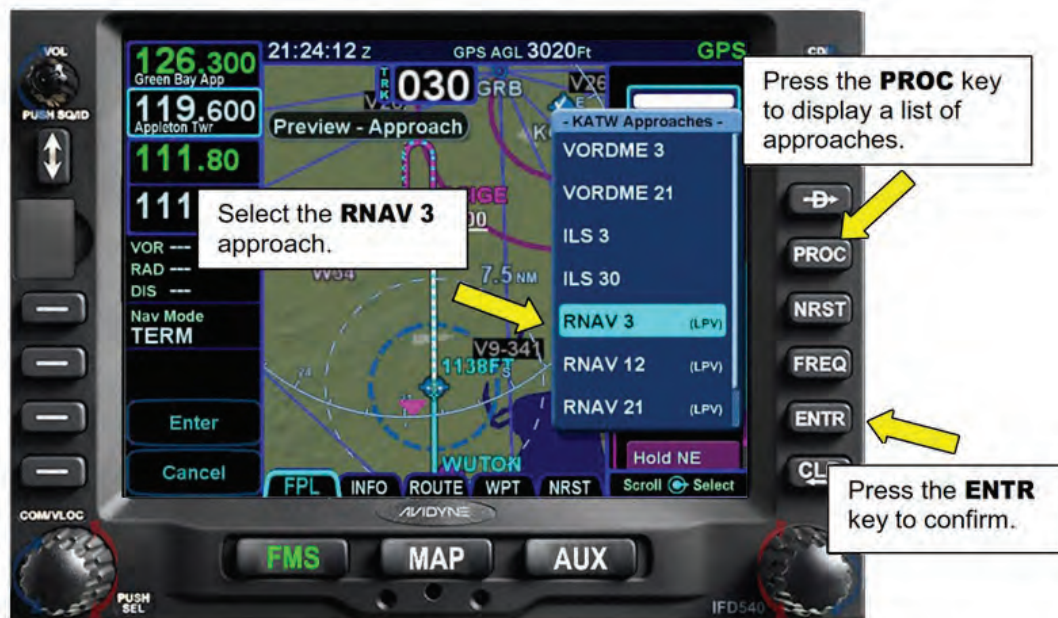 VOL
PUSH SQ/ID
126.300
Green Bay App
119.600
Appleton Twr
111.80
111
VOR ---
RAD ---
DIS ---
Nav Mode
TERM
Enter
Cancel
21:24:12 Z
GPS AGL 3020Ft
GPS
TRK
030
GRB
V26
Preview - Approach
00
7.5 NM
V9-341
1138FT
24
S
E
WUTON
- KATW Approaches -
VORDME 3
VORDME 21
ILS 3
ILS 30
RNAV 3 (LPV)
RNAV 12 (LPV)
RNAV 21 (LPV)
Hold NE
FPL
INFO
ROUTE
WPT
NRST
Scroll Select
Select the RNAV 3
approach.
Press the PROC key
to display a list of
approaches.
D
PROC
NRST
FREQ
ENTR
Press the ENTR
key to confirm.
AVIDYNE
COM/VLOC
PUSH
SEL
FMS
MAP
AUX
IFD540